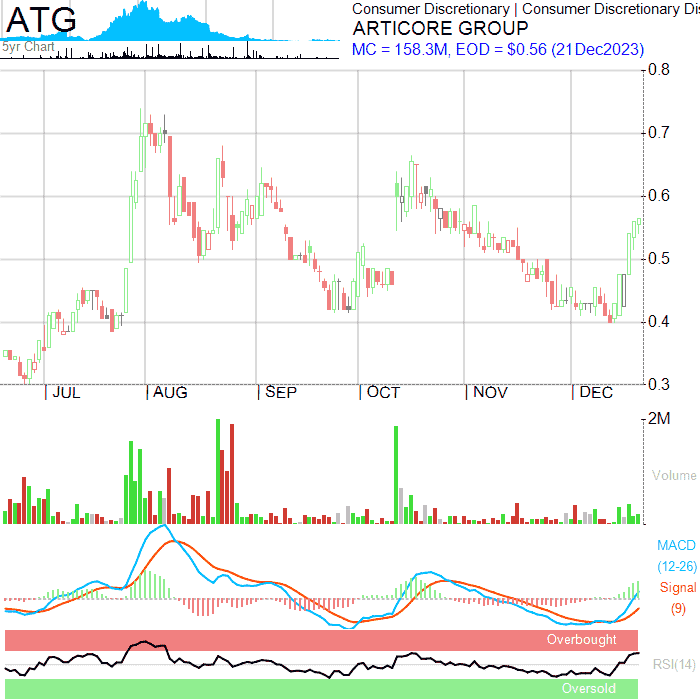 ATG
5yr Chart
Consumer Discretionary | Consumer Discretionary Dis
ARTICORE GROUP
MC = 158.3M, EOD = $0.56 (21Dec2023)
0.8
0.7
0.6
0.5
0.4
0.3
JUL AUG SEP OCT NOV DEC
2M
Volume
MACD
(12-26)
Signal
(9)
Overbought
RSI(14)
Oversold